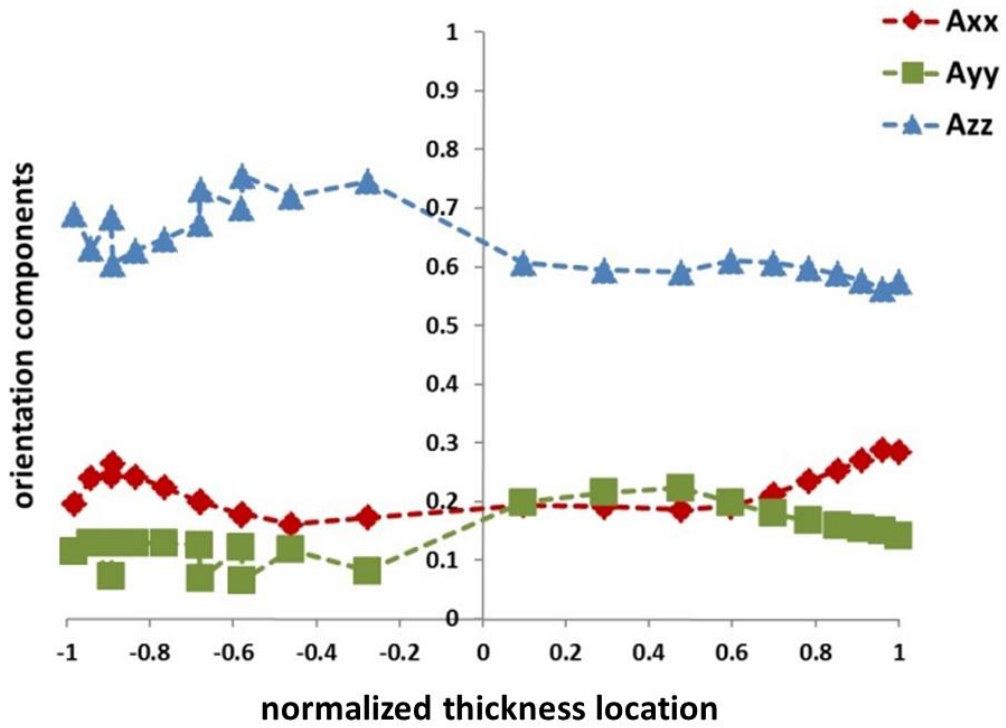 Axx
Ayy
Azz
1
0.9
0.8
0.7
0.6
0.5
0.4
0.3
0.2
0.1
0
orientation components
-1 -0.8 -0.6 -0.4 -0.2 0 0.2 0.4 0.6 0.8 1
normalized thickness location